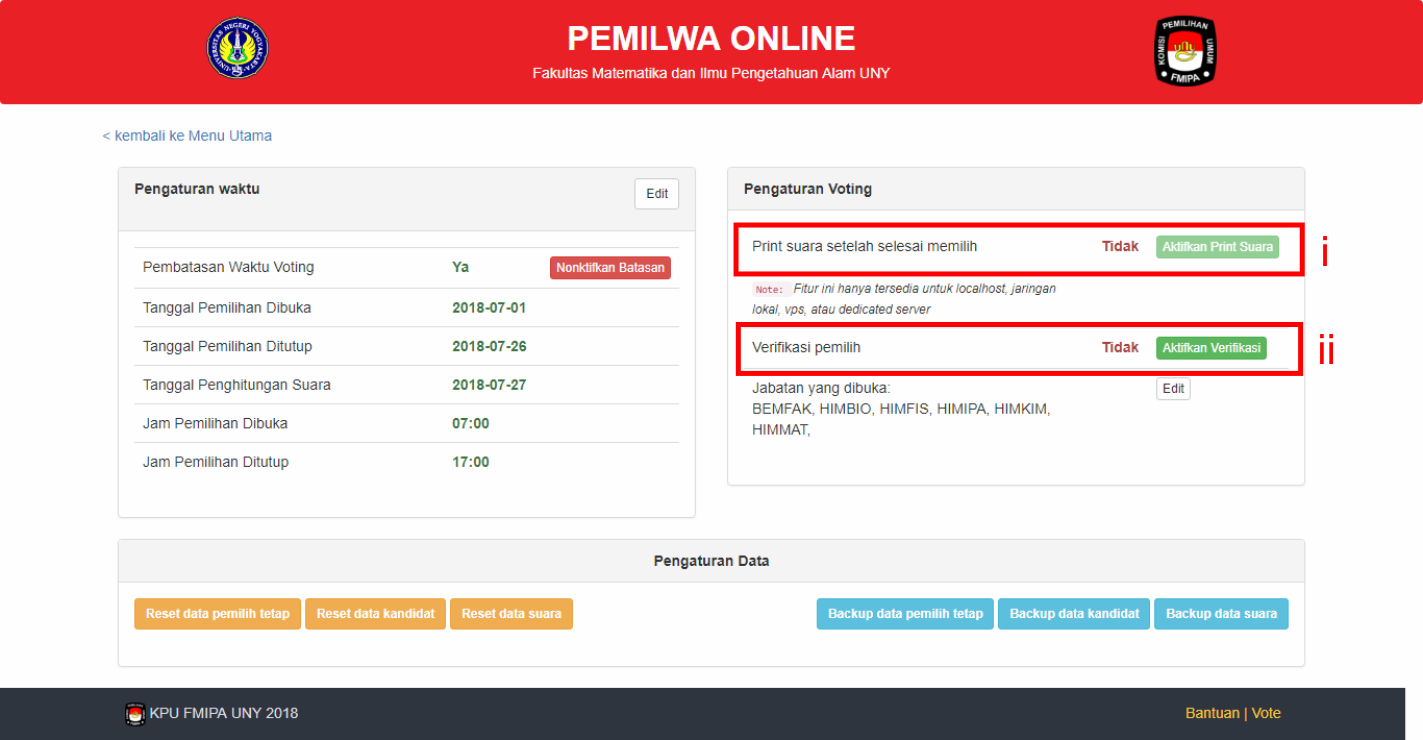 PEMILWA ONLINE
Fakultas Matematika dan Ilmu Pengetahuan Alam UNY
UNIVERSITAS NEGERI YOGYAKARTA
KOMISI PEMILIHAN UMUM
FMIPA
< kembali ke Menu Utama
Pengaturan waktu Edit
Pembatasan Waktu Voting Ya Nonktifkan Batasan
Tanggal Pemilihan Dibuka 2018-07-01
Tanggal Pemilihan Ditutup 2018-07-26
Tanggal Penghitungan Suara 2018-07-27
Jam Pemilihan Dibuka 07:00
Jam Pemilihan Ditutup 17:00
Pengaturan Voting
Print suara setelah selesai memilih Tidak Aktifkan Print Suara i
Note: Fitur ini hanya tersedia untuk localhost, jaringan
lokal, vps, atau dedicated server
Verifikasi pemilih Tidak Aktifkan Verifikasi ii
Jabatan yang dibuka: Edit
BEMFAK, HIMBIO, HIMFIS, HIMIPA, HIMKIM,
HIMMAT,
Pengaturan Data
Reset data pemilih tetap Reset data kandidat Reset data suara Backup data pemilih tetap Backup data kandidat Backup data suara
KPU FMIPA UNY 2018 Bantuan | Vote